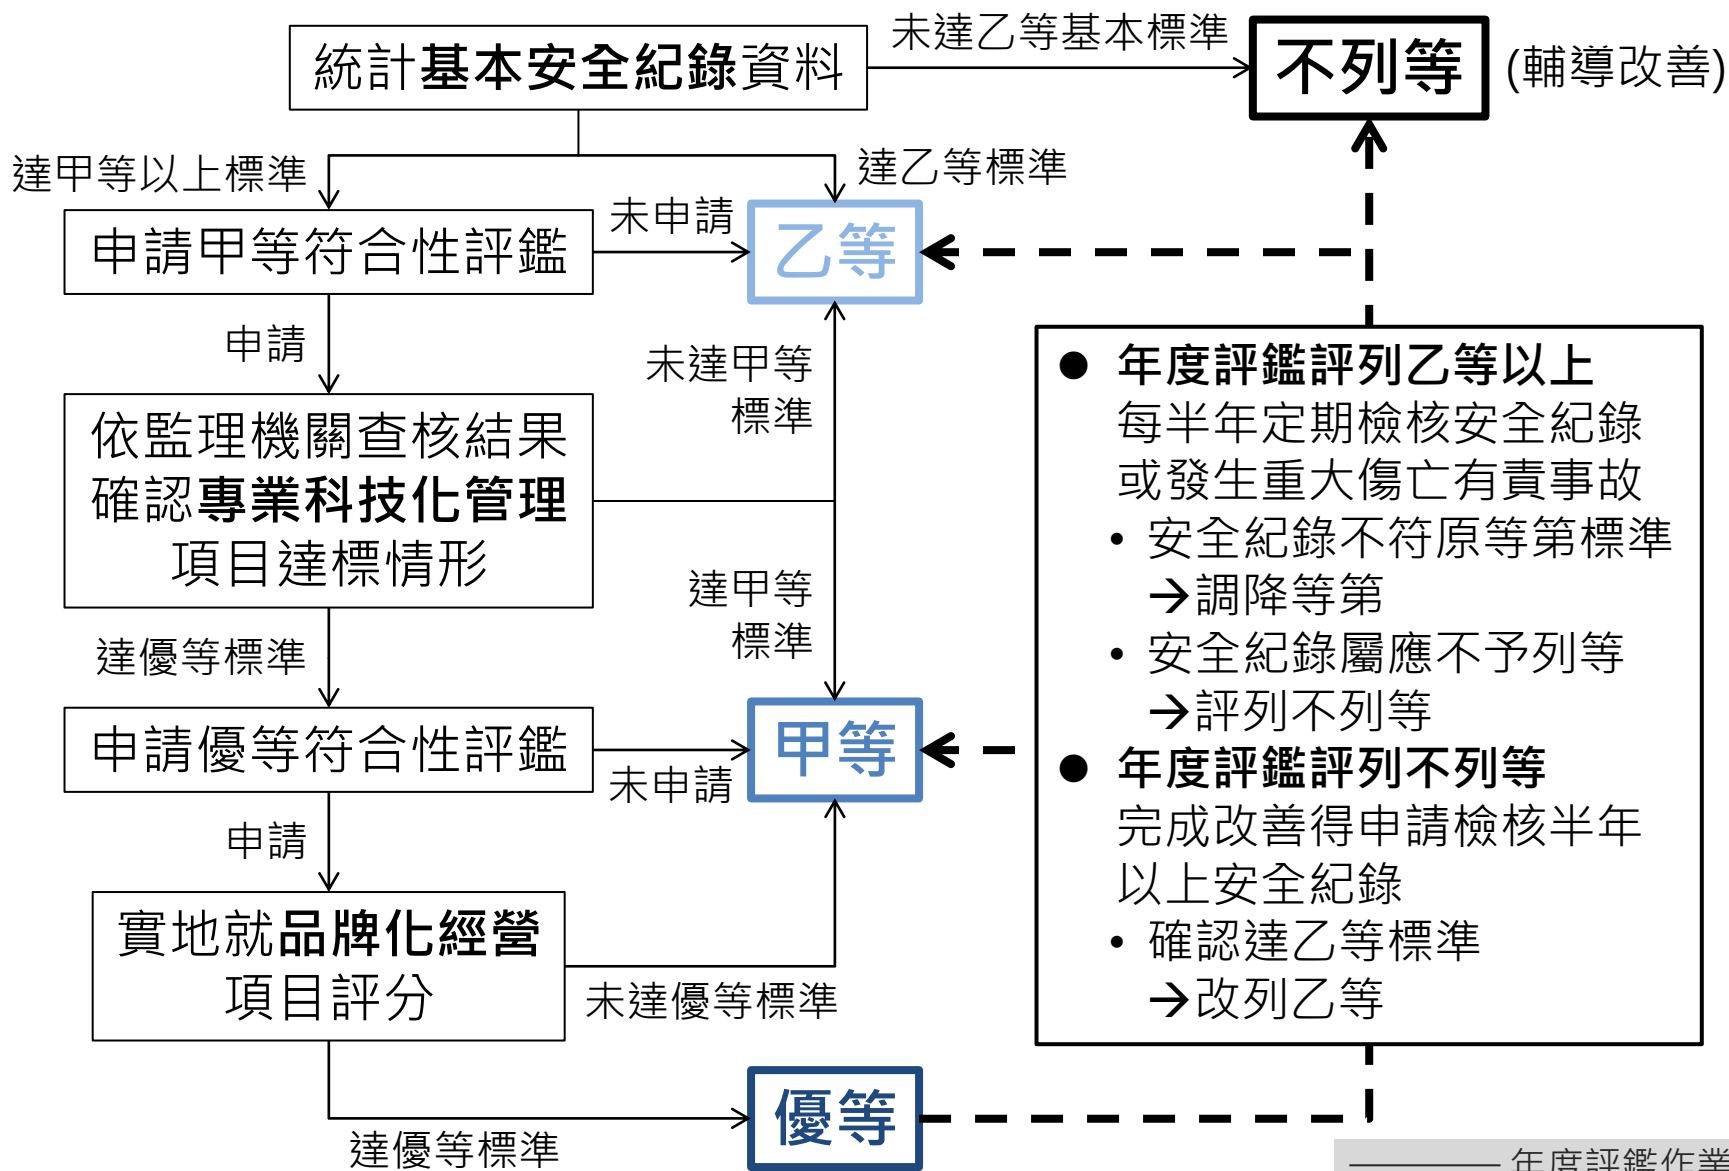 統計基本安全紀錄資料
未達乙等基本標準
不列等
(輔導改善)
達甲等以上標準
達乙等標準
申請甲等符合性評鑑
未申請
乙等
申請
未達甲等
標準
依監理機關查核結果
確認專業科技化管理
項目達標情形
達甲等
標準
達優等標準
申請優等符合性評鑑
未申請
甲等
申請
實地就品牌化經營
項目評分
未達優等標準
達優等標準
優等
● 年度評鑑評列乙等以上
每半年定期檢核安全紀錄
或發生重大傷亡有責事故
• 安全紀錄不符原等第標準
→調降等第
• 安全紀錄屬應不予列等
→評列不列等
● 年度評鑑評列不列等
完成改善得申請檢核半年
以上安全紀錄
• 確認達乙等標準
→改列乙等
年度評鑑作業